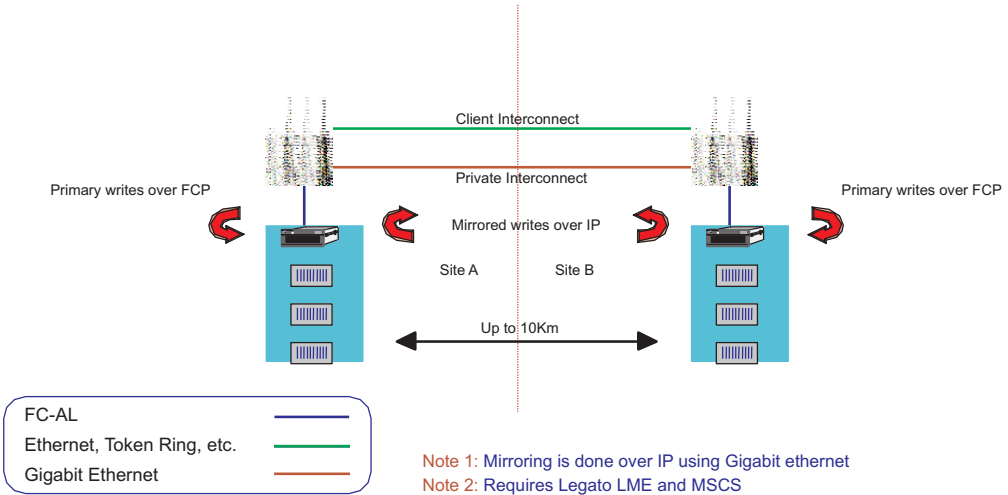 Client Interconnect
Private Interconnect
Primary writes over FCP
Primary writes over FCP
Mirrored writes over IP
Site A
Site B
Up to 10Km
FC-AL
Ethernet, Token Ring, etc.
Gigabit Ethernet
Note 1: Mirroring is done over IP using Gigabit ethernet
Note 2: Requires Legato LME and MSCS